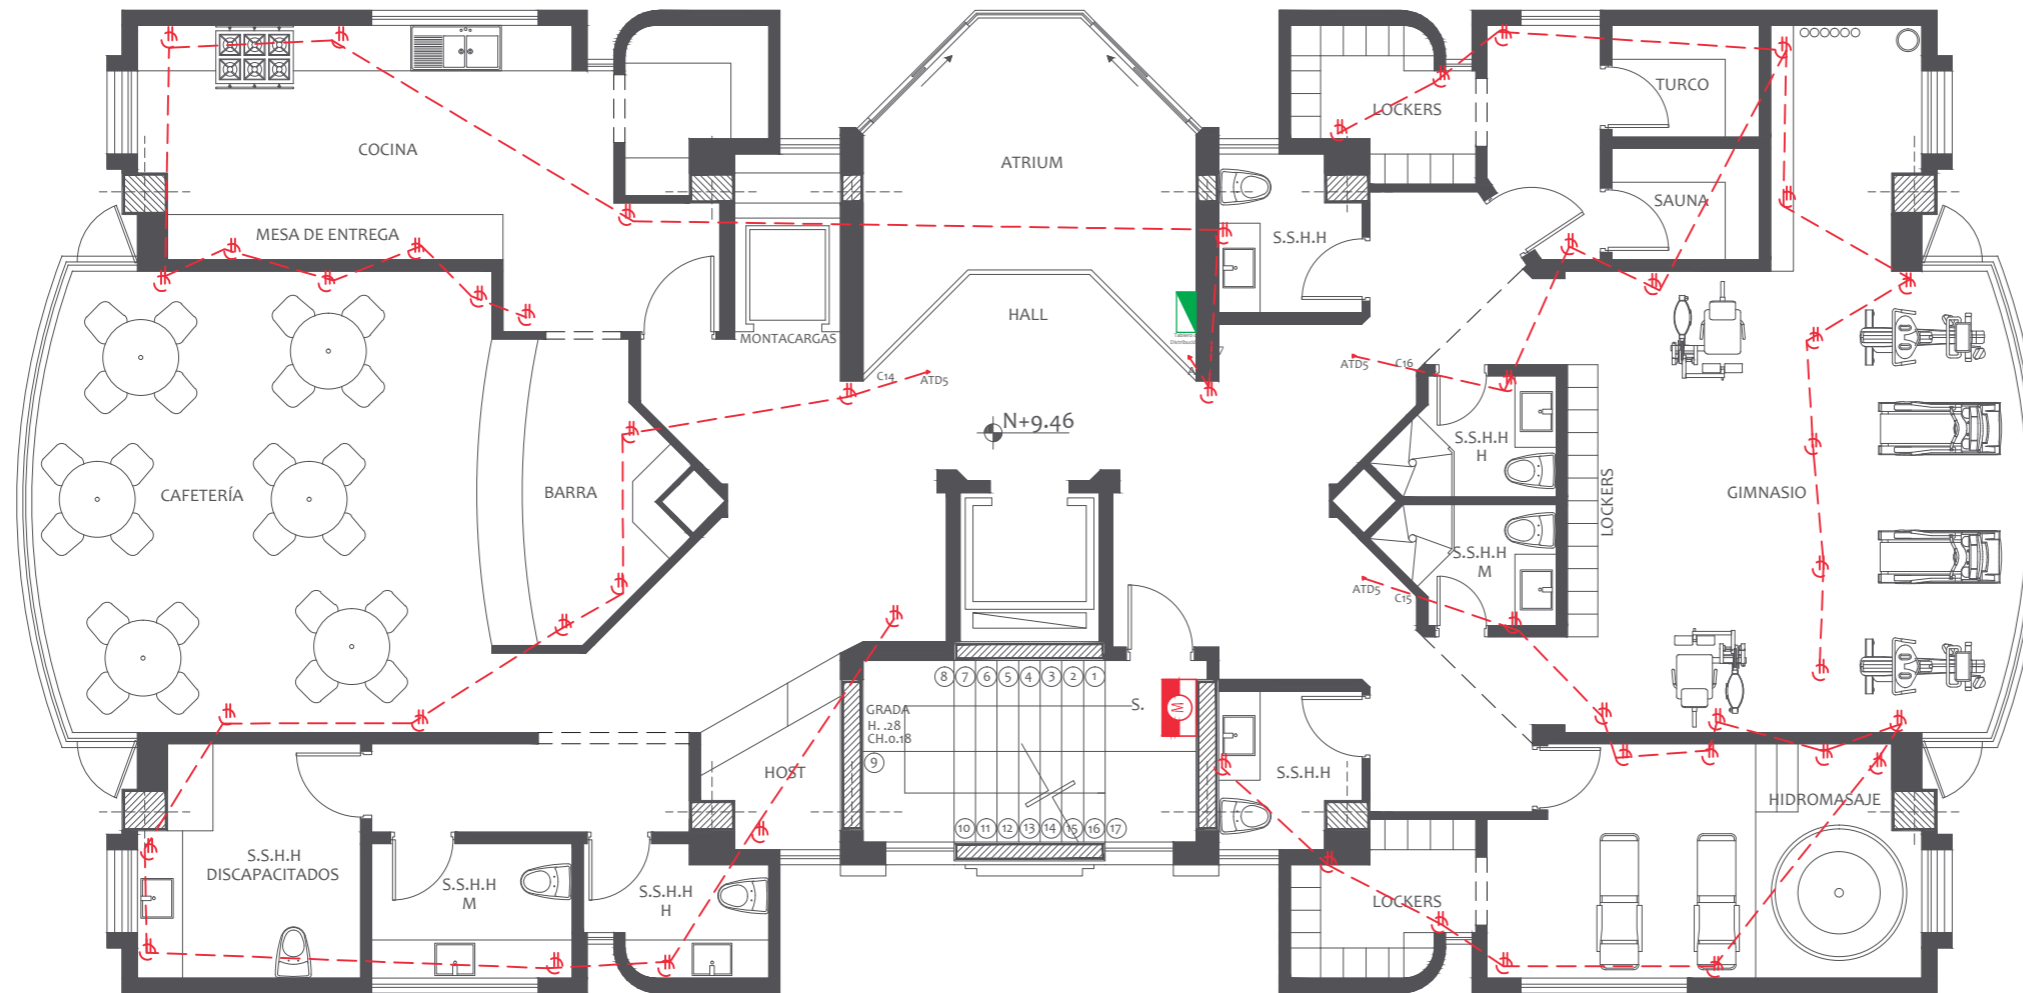 COCINA
MESA DE ENTREGA
MONTACARGAS
ATRIUM
HALL
S.S.H.H
LOCKERS
TURCO
SAUNA
C14
ATD5
N+9.46
ATD5
C16
S.S.H.H
H
S.S.H.H
M
ATD5
C15
LOCKERS
GIMNASIO
CAFETERÍA
BARRA
8 7 6 5 4 3 2 1
GRADA
H. .28
CH.0.18
S.
M
9
10 11 12 13 14 15 16 17
HOST
S.S.H.H
HIDROMASAJE
LOCKERS
S.S.H.H
DISCAPACITADOS
S.S.H.H
M
S.S.H.H
H